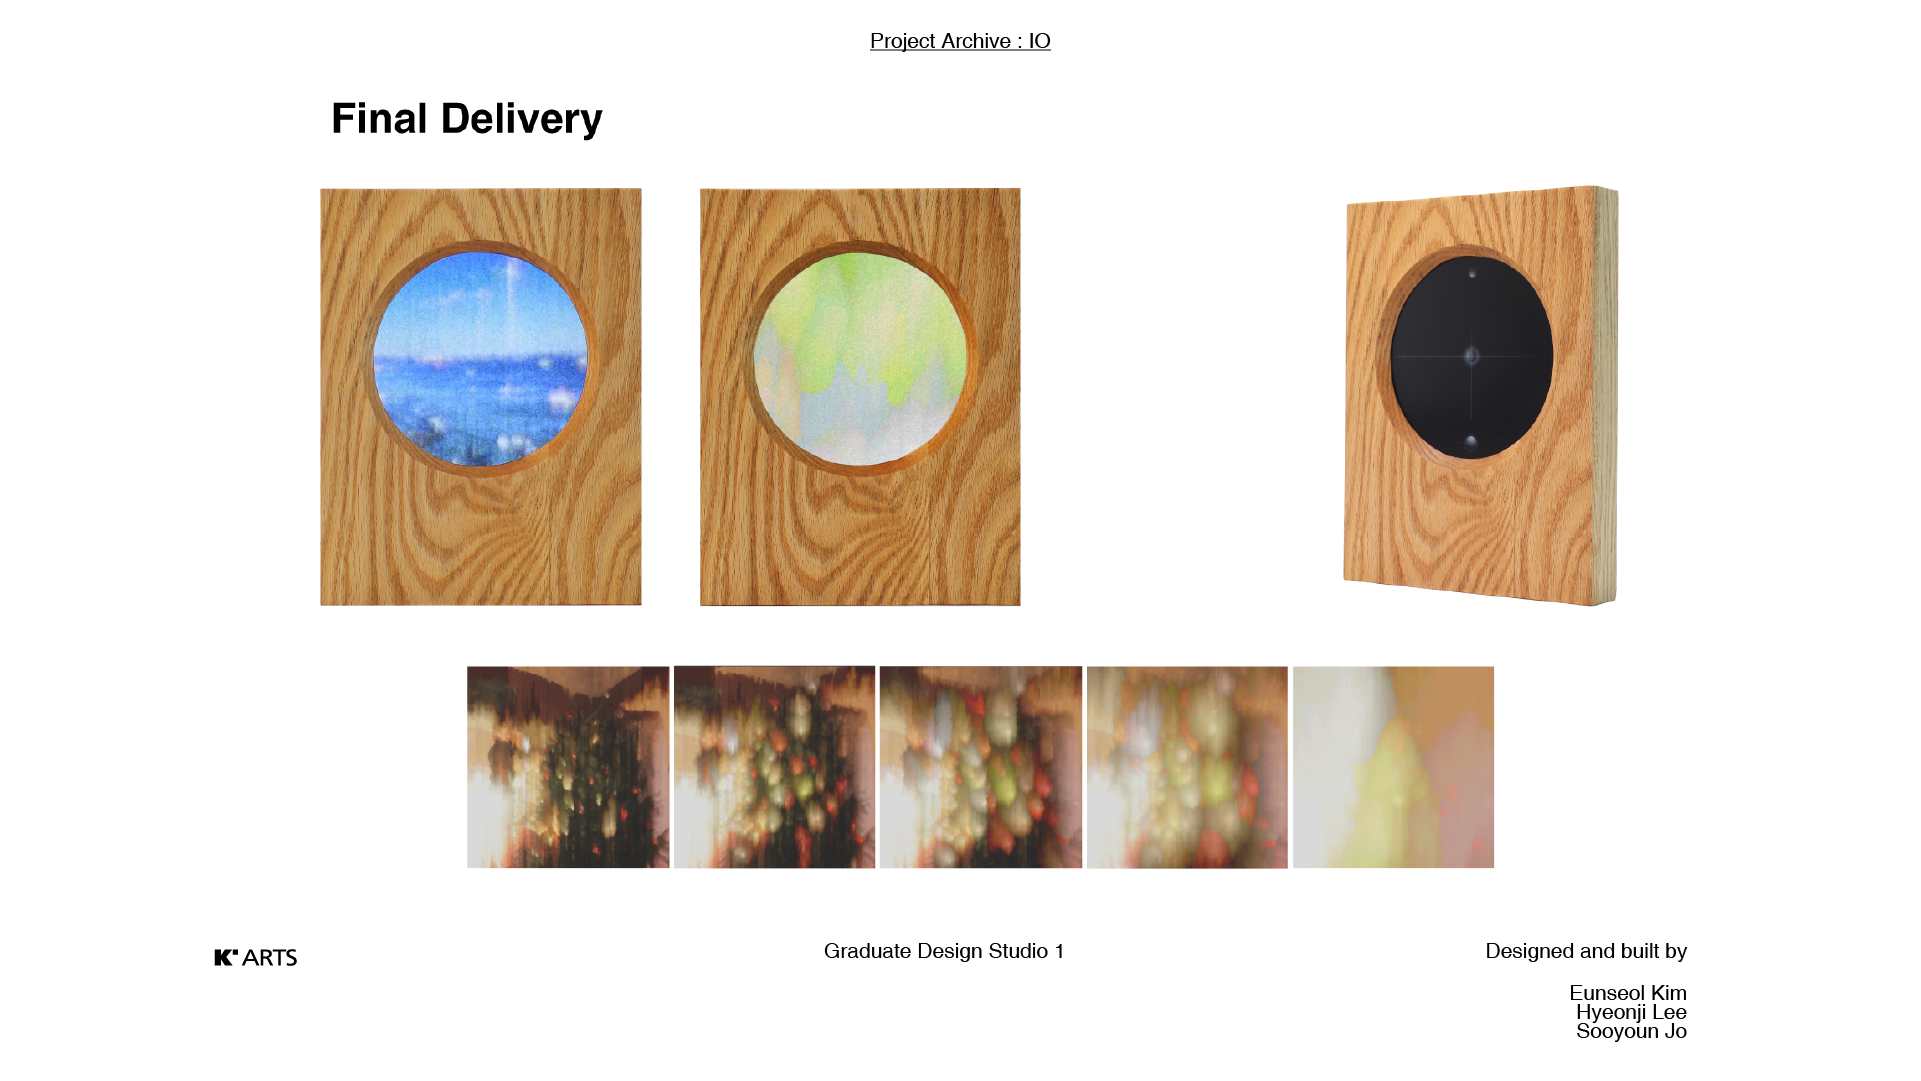 Project Archive : IO
Final Delivery
K' ARTS
Graduate Design Studio 1
Designed and built by
Eunseol Kim
Hyeonji Lee
Sooyoun Jo